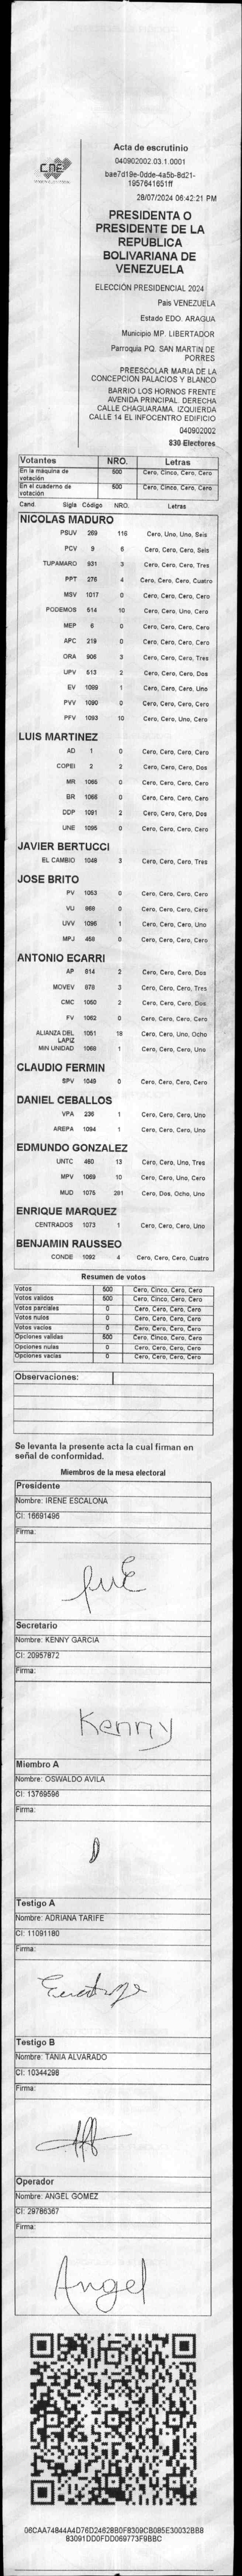 CNE
Acta de escrutinio
040902002.03.1.0001
bae7d19e-0dde-4a5b-8d21-
1957641651ff
28/07/2024 06:42:21 PM
PRESIDENTA O
PRESIDENTE DE LA
REPUBLICA
BOLIVARIANA DE
VENEZUELA
ELECCIÓN PRESIDENCIAL 2024
País VENEZUELA
Estado EDO. ARAGUA
Municipio MP. LIBERTADOR
Parroquia PQ. SAN MARTIN DE
PORRES
PREESCOLAR MARIA DE LA
CONCEPCION PALACIOS Y BLANCO
BARRIO LOS HORNOS FRENTE
AVENIDA PRINCIPAL. DERECHA
CALLE CHAGUARAMA. IZQUIERDA
CALLE 14 EL INFOCENTRO EDIFICIO
040902002
830 Electores
Votantes NRO. Letras
En la máquina de votación 500 Cero, Cinco, Cero, Cero
En el cuaderno de votación 500 Cero, Cinco, Cero, Cero
Cand. Sigla Código NRO. Letras
NICOLAS MADURO
PSUV 269 116 Cero, Uno, Uno, Seis
PCV 9 6 Cero, Cero, Cero, Seis
TUPAMARO 931 3 Cero, Cero, Cero, Tres
PPT 276 4 Cero, Cero, Cero, Cuatro
MSV 1017 0 Cero, Cero, Cero, Cero
PODEMOS 514 10 Cero, Cero, Uno, Cero
MEP 6 0 Cero, Cero, Cero, Cero
APC 219 0 Cero, Cero, Cero, Cero
ORA 906 3 Cero, Cero, Cero, Tres
UPV 513 2 Cero, Cero, Cero, Dos
EV 1089 1 Cero, Cero, Cero, Uno
PVV 1090 0 Cero, Cero, Cero, Cero
PFV 1093 10 Cero, Cero, Uno, Cero
LUIS MARTINEZ
AD 1 0 Cero, Cero, Cero, Cero
COPEI 2 2 Cero, Cero, Cero, Dos
MR 1065 0 Cero, Cero, Cero, Cero
BR 1066 0 Cero, Cero, Cero, Cero
DDP 1091 2 Cero, Cero, Cero, Dos
UNE 1095 0 Cero, Cero, Cero, Cero
JAVIER BERTUCCI
EL CAMBIO 1048 3 Cero, Cero, Cero, Tres
JOSE BRITO
PV 1053 0 Cero, Cero, Cero, Cero
VU 868 0 Cero, Cero, Cero, Cero
UVV 1096 1 Cero, Cero, Cero, Uno
MPJ 458 0 Cero, Cero, Cero, Cero
ANTONIO ECARRI
AP 814 2 Cero, Cero, Cero, Dos
MOVEV 878 3 Cero, Cero, Cero, Tres
CMC 1050 2 Cero, Cero, Cero, Dos
FV 1062 0 Cero, Cero, Cero, Cero
ALIANZA DEL LAPIZ 1051 18 Cero, Cero, Uno, Ocho
MIN UNIDAD 1068 1 Cero, Cero, Cero, Uno
CLAUDIO FERMIN
SPV 1049 0 Cero, Cero, Cero, Cero
DANIEL CEBALLOS
VPA 236 1 Cero, Cero, Cero, Uno
AREPA 1094 1 Cero, Cero, Cero, Uno
EDMUNDO GONZALEZ
UNTC 460 13 Cero, Cero, Uno, Tres
MPV 1069 10 Cero, Cero, Uno, Cero
MUD 1075 281 Cero, Dos, Ocho, Uno
ENRIQUE MARQUEZ
CENTRADOS 1073 1 Cero, Cero, Cero, Uno
BENJAMIN RAUSSEO
CONDE 1092 4 Cero, Cero, Cero, Cuatro
Resumen de votos
Votos 500 Cero, Cinco, Cero, Cero
Votos validos 500 Cero, Cinco, Cero, Cero
Votos parciales 0 Cero, Cero, Cero, Cero
Votos nulos 0 Cero, Cero, Cero, Cero
Votos vacíos 0 Cero, Cero, Cero, Cero
Opciones validas 500 Cero, Cinco, Cero, Cero
Opciones nulas 0 Cero, Cero, Cero, Cero
Opciones vacías 0 Cero, Cero, Cero, Cero
Observaciones:
Se levanta la presente acta la cual firman en
señal de conformidad.
Miembros de la mesa electoral
Presidente
Nombre: IRENE ESCALONA
CI: 16691496
Firma:
Secretario
Nombre: KENNY GARCIA
CI: 20957872
Firma:
Kenny
Miembro A
Nombre: OSWALDO AVILA
CI: 13769596
Firma:
Testigo A
Nombre: ADRIANA TARIFE
CI: 11091180
Firma:
Testigo B
Nombre: TANIA ALVARADO
CI: 10344298
Firma:
Operador
Nombre: ANGEL GOMEZ
CI: 29786367
Firma:
Angel
06CAA74844A4D76D24628B0F8309CB085E30032BB8
83091DD0FDD069773F9BBC